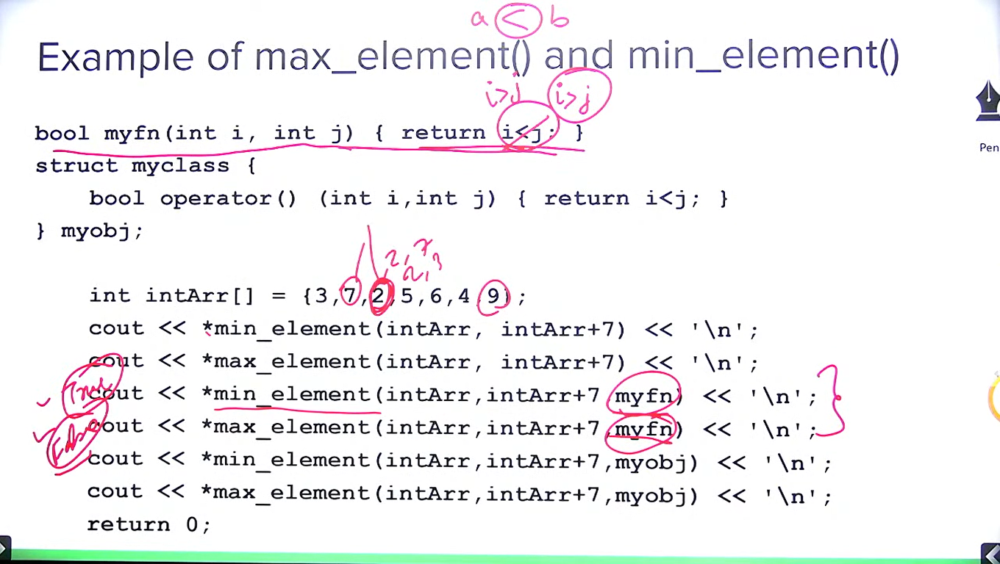 a < b
Example of max_element() and min_element()
i>j i>j
bool myfn(int i, int j) { return i<j; }
Pen
struct myclass {
bool operator() (int i,int j) { return i<j; }
} myobj;
2, 7
2, 3
int intArr[] = {3,7,2,5,6,4,9};
cout << *min_element(intArr, intArr+7) << '\n';
cout << *max_element(intArr, intArr+7) << '\n';
True
cout << *min_element(intArr,intArr+7,myfn) << '\n';
False
cout << *max_element(intArr,intArr+7,myfn) << '\n';
cout << *min_element(intArr,intArr+7,myobj) << '\n';
cout << *max_element(intArr,intArr+7,myobj) << '\n';
return 0;